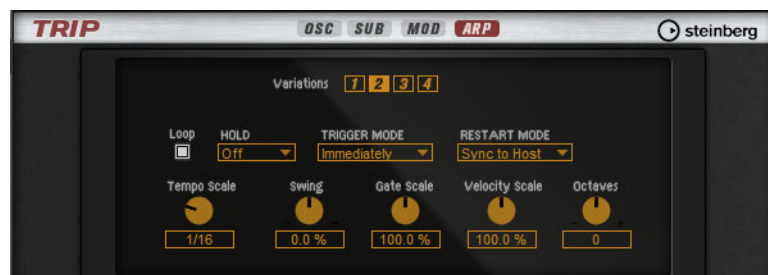 TRIP OSC SUB MOD ARP steinberg
Variations 1 2 3 4
Loop HOLD TRIGGER MODE RESTART MODE
Off Immediately Sync to Host
Tempo Scale Swing Gate Scale Velocity Scale Octaves
- + - +
1/16 0.0 % 100.0 % 100.0 % 0